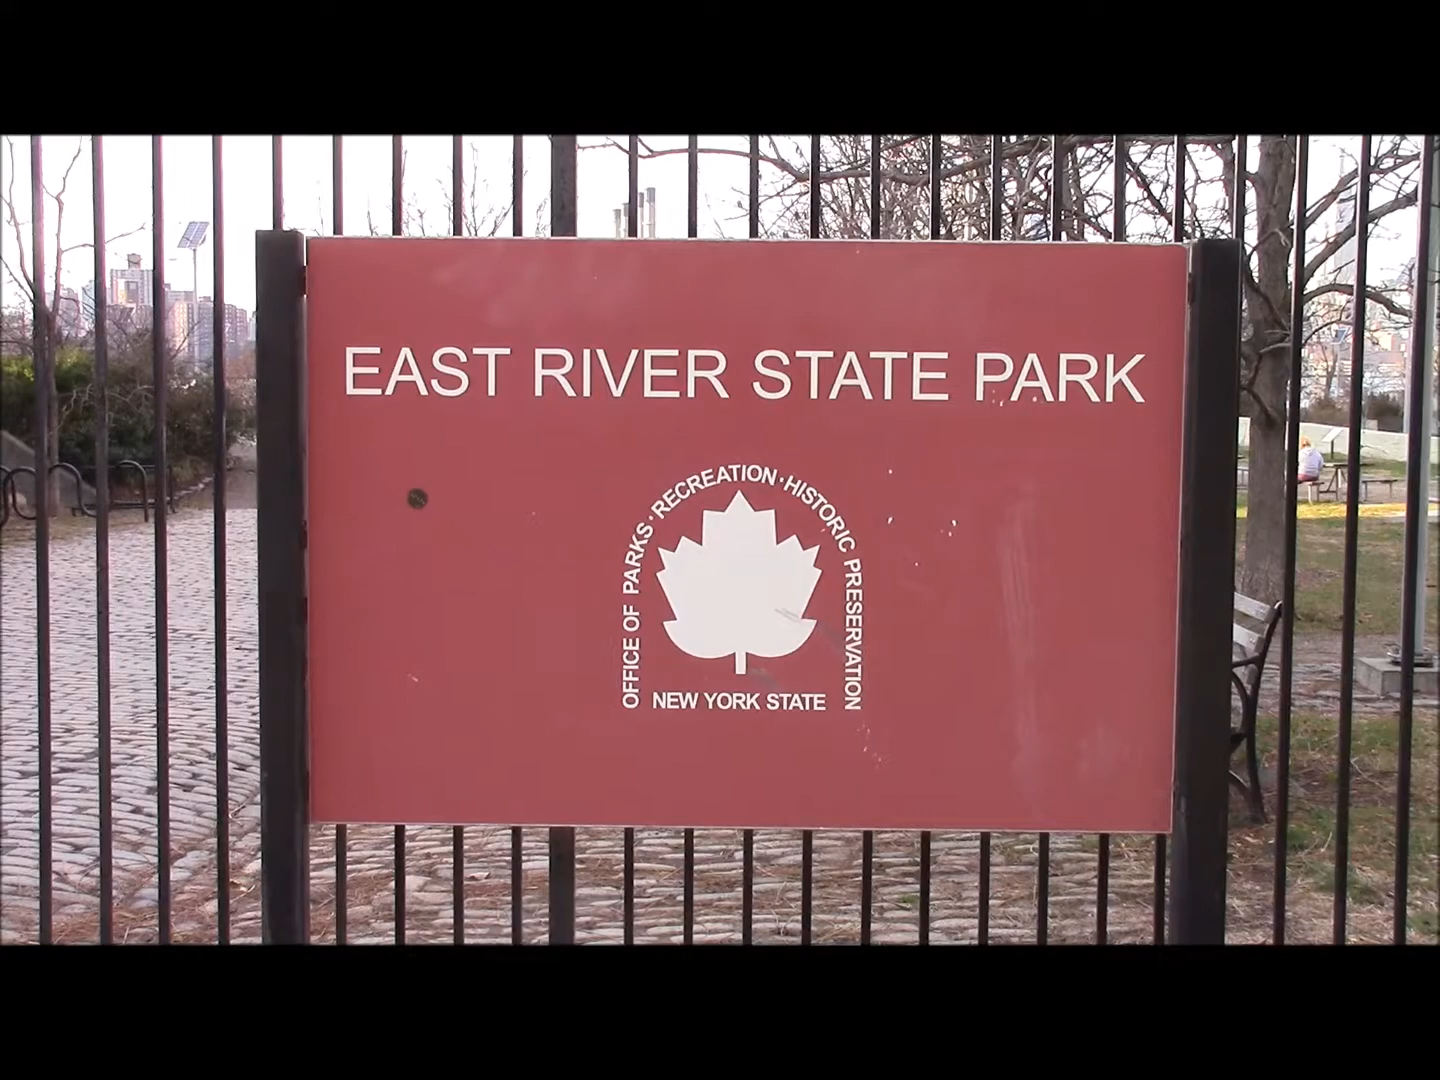 EAST RIVER STATE PARK
OFFICE OF PARKS · RECREATION · HISTORIC PRESERVATION
NEW YORK STATE